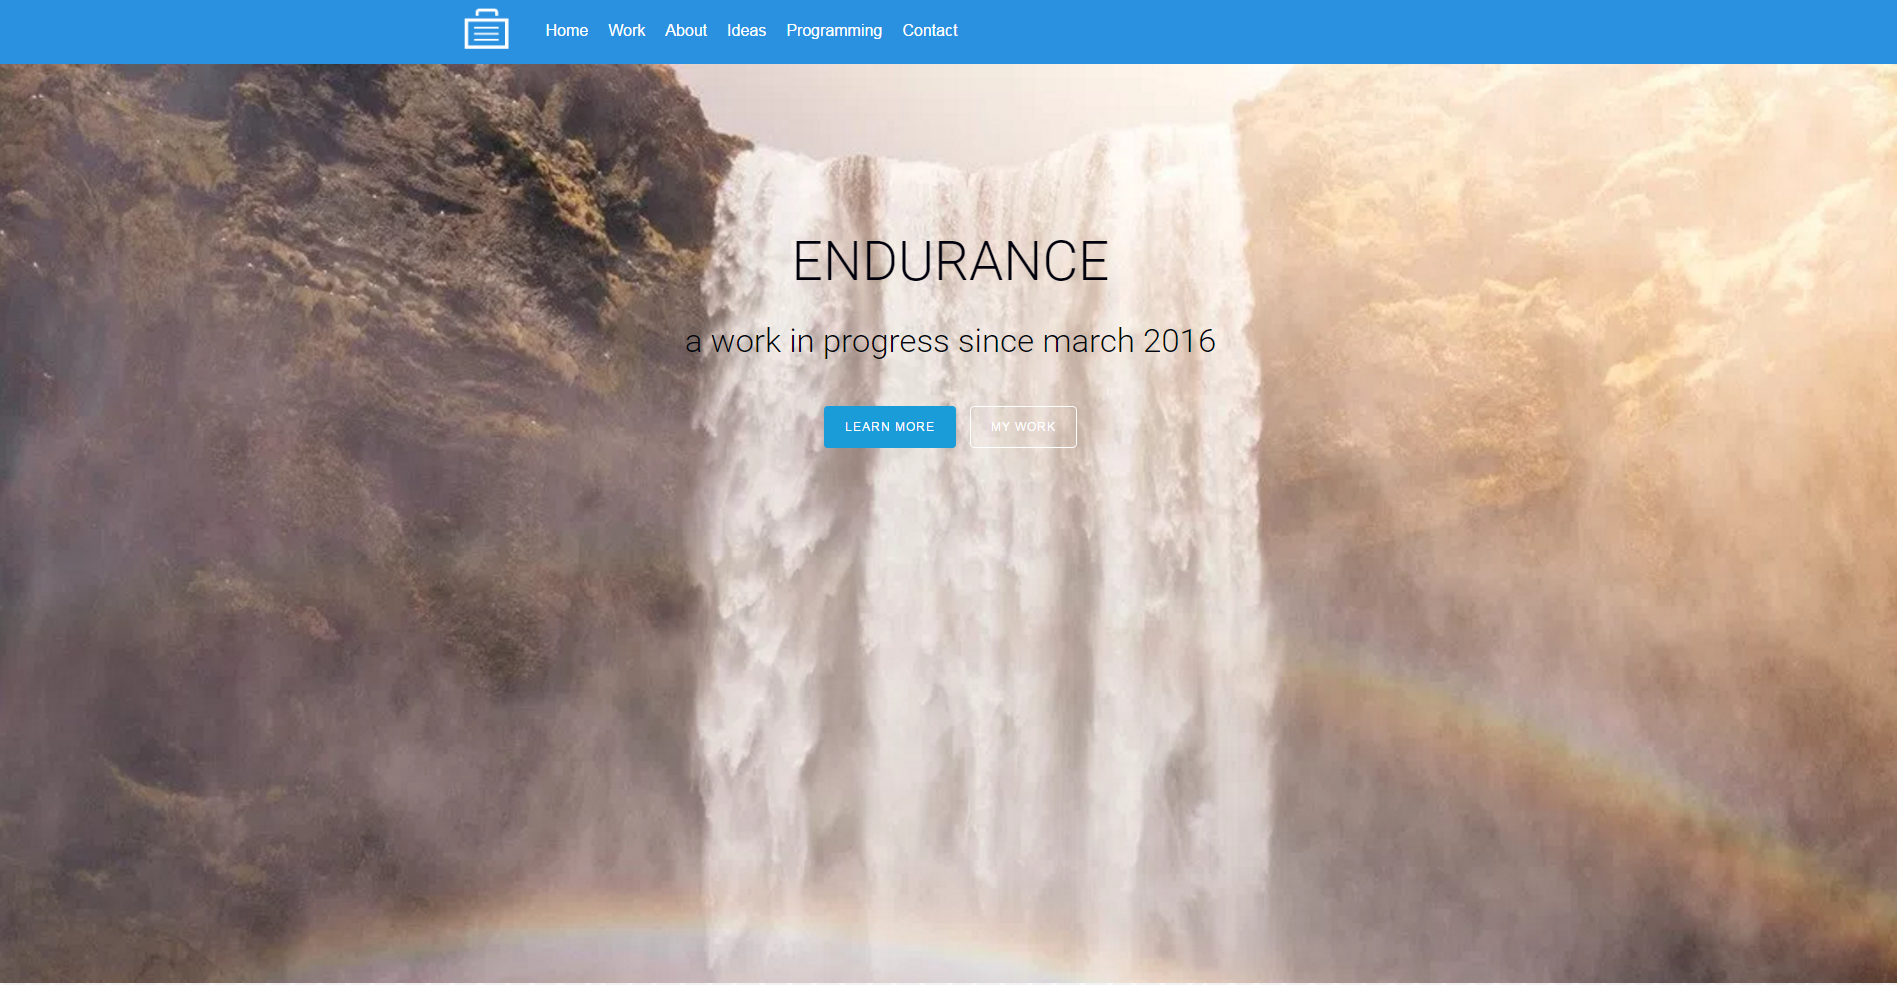 Home Work About Ideas Programming Contact
ENDURANCE
a work in progress since march 2016
LEARN MORE MY WORK